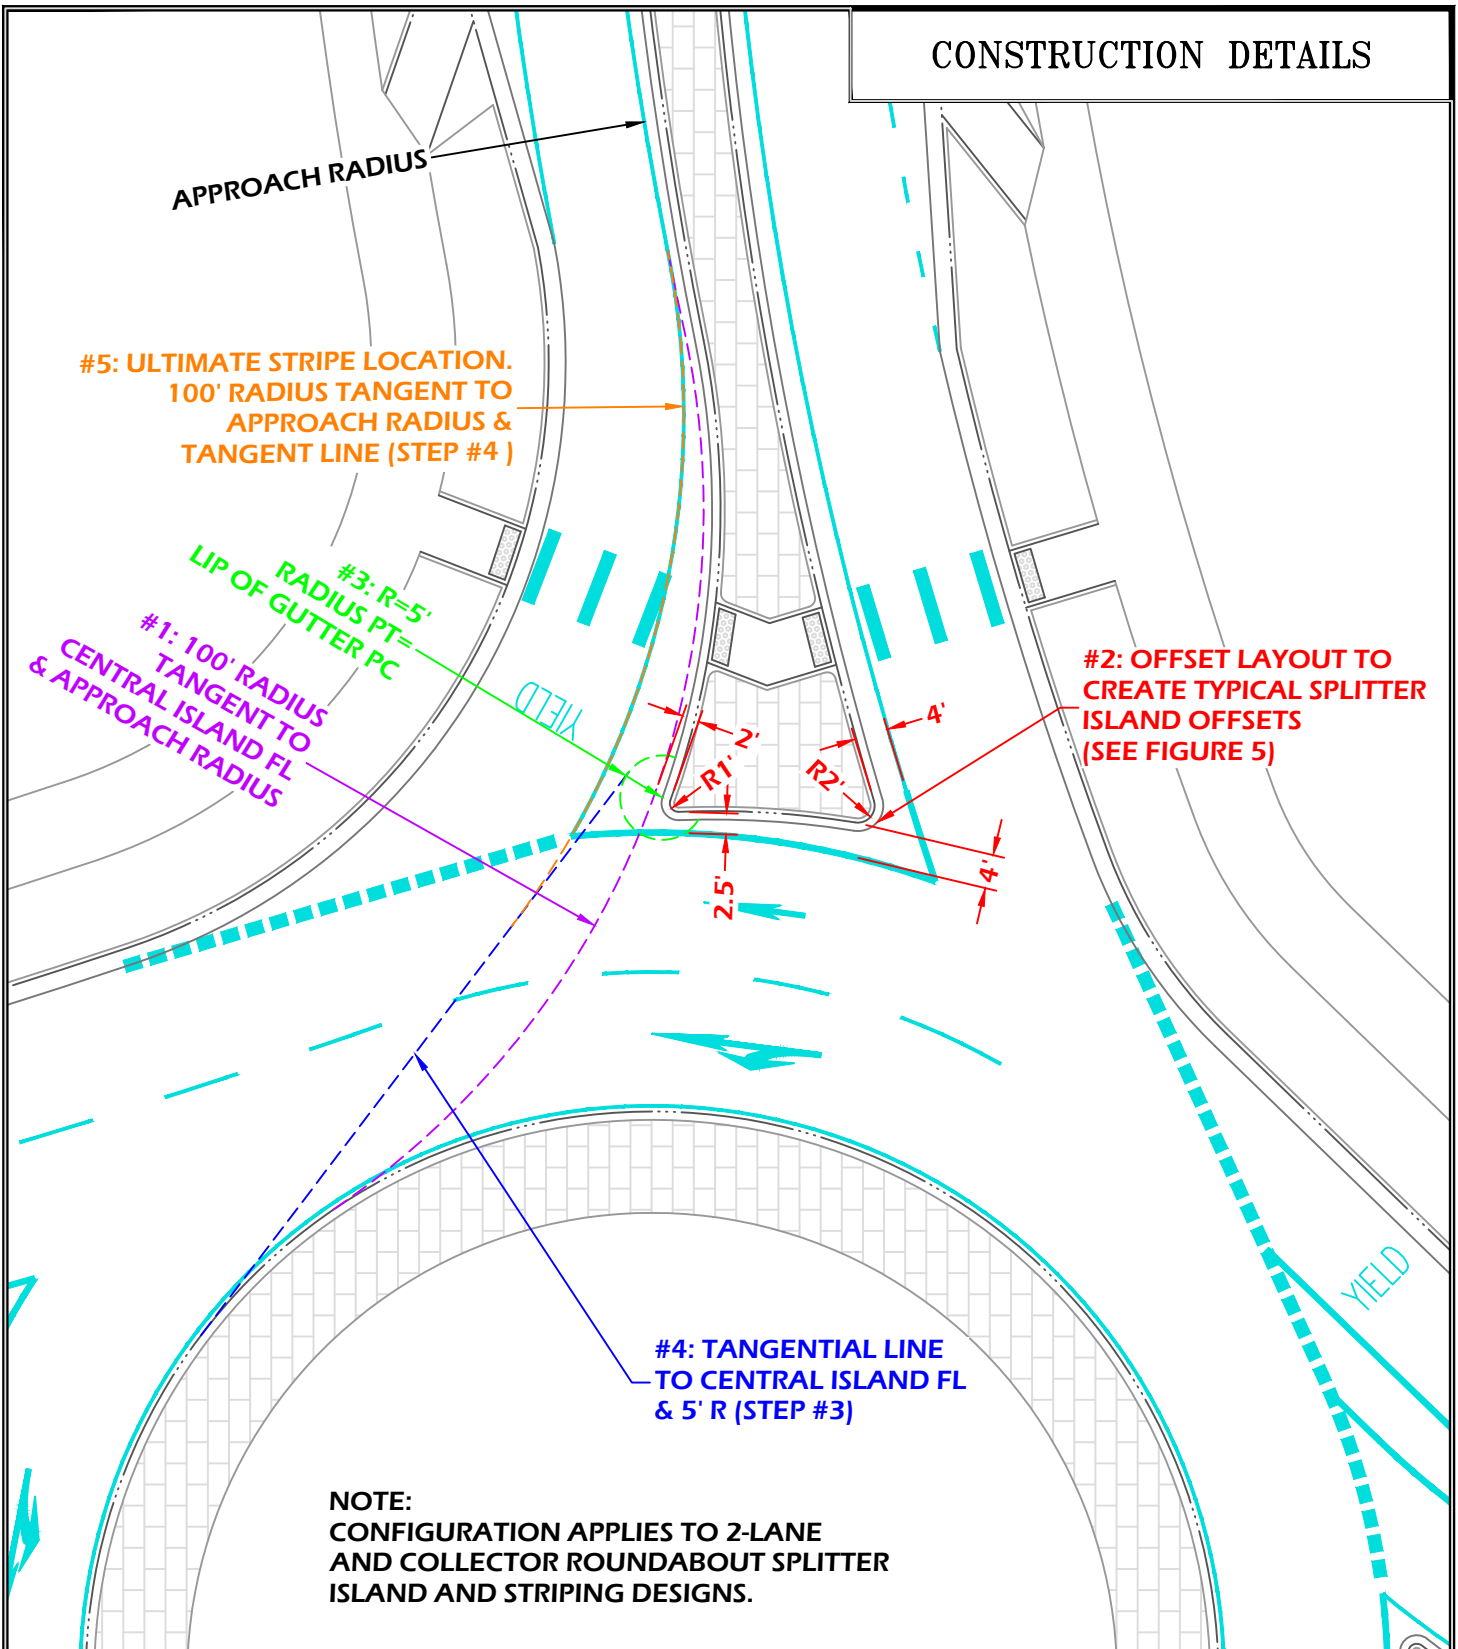 CONSTRUCTION DETAILS
APPROACH RADIUS
#5: ULTIMATE STRIPE LOCATION.
100' RADIUS TANGENT TO
APPROACH RADIUS &
TANGENT LINE (STEP #4 )
#3: R=5'
RADIUS PT=
LIP OF GUTTER PC
#1: 100' RADIUS
TANGENT TO
CENTRAL ISLAND FL
& APPROACH RADIUS
YIELD
#2: OFFSET LAYOUT TO
CREATE TYPICAL SPLITTER
ISLAND OFFSETS
(SEE FIGURE 5)
4'
2'
R1'
R2'
4'
2.5'
YIELD
#4: TANGENTIAL LINE
TO CENTRAL ISLAND FL
& 5' R (STEP #3)
NOTE:
CONFIGURATION APPLIES TO 2-LANE
AND COLLECTOR ROUNDABOUT SPLITTER
ISLAND AND STRIPING DESIGNS.